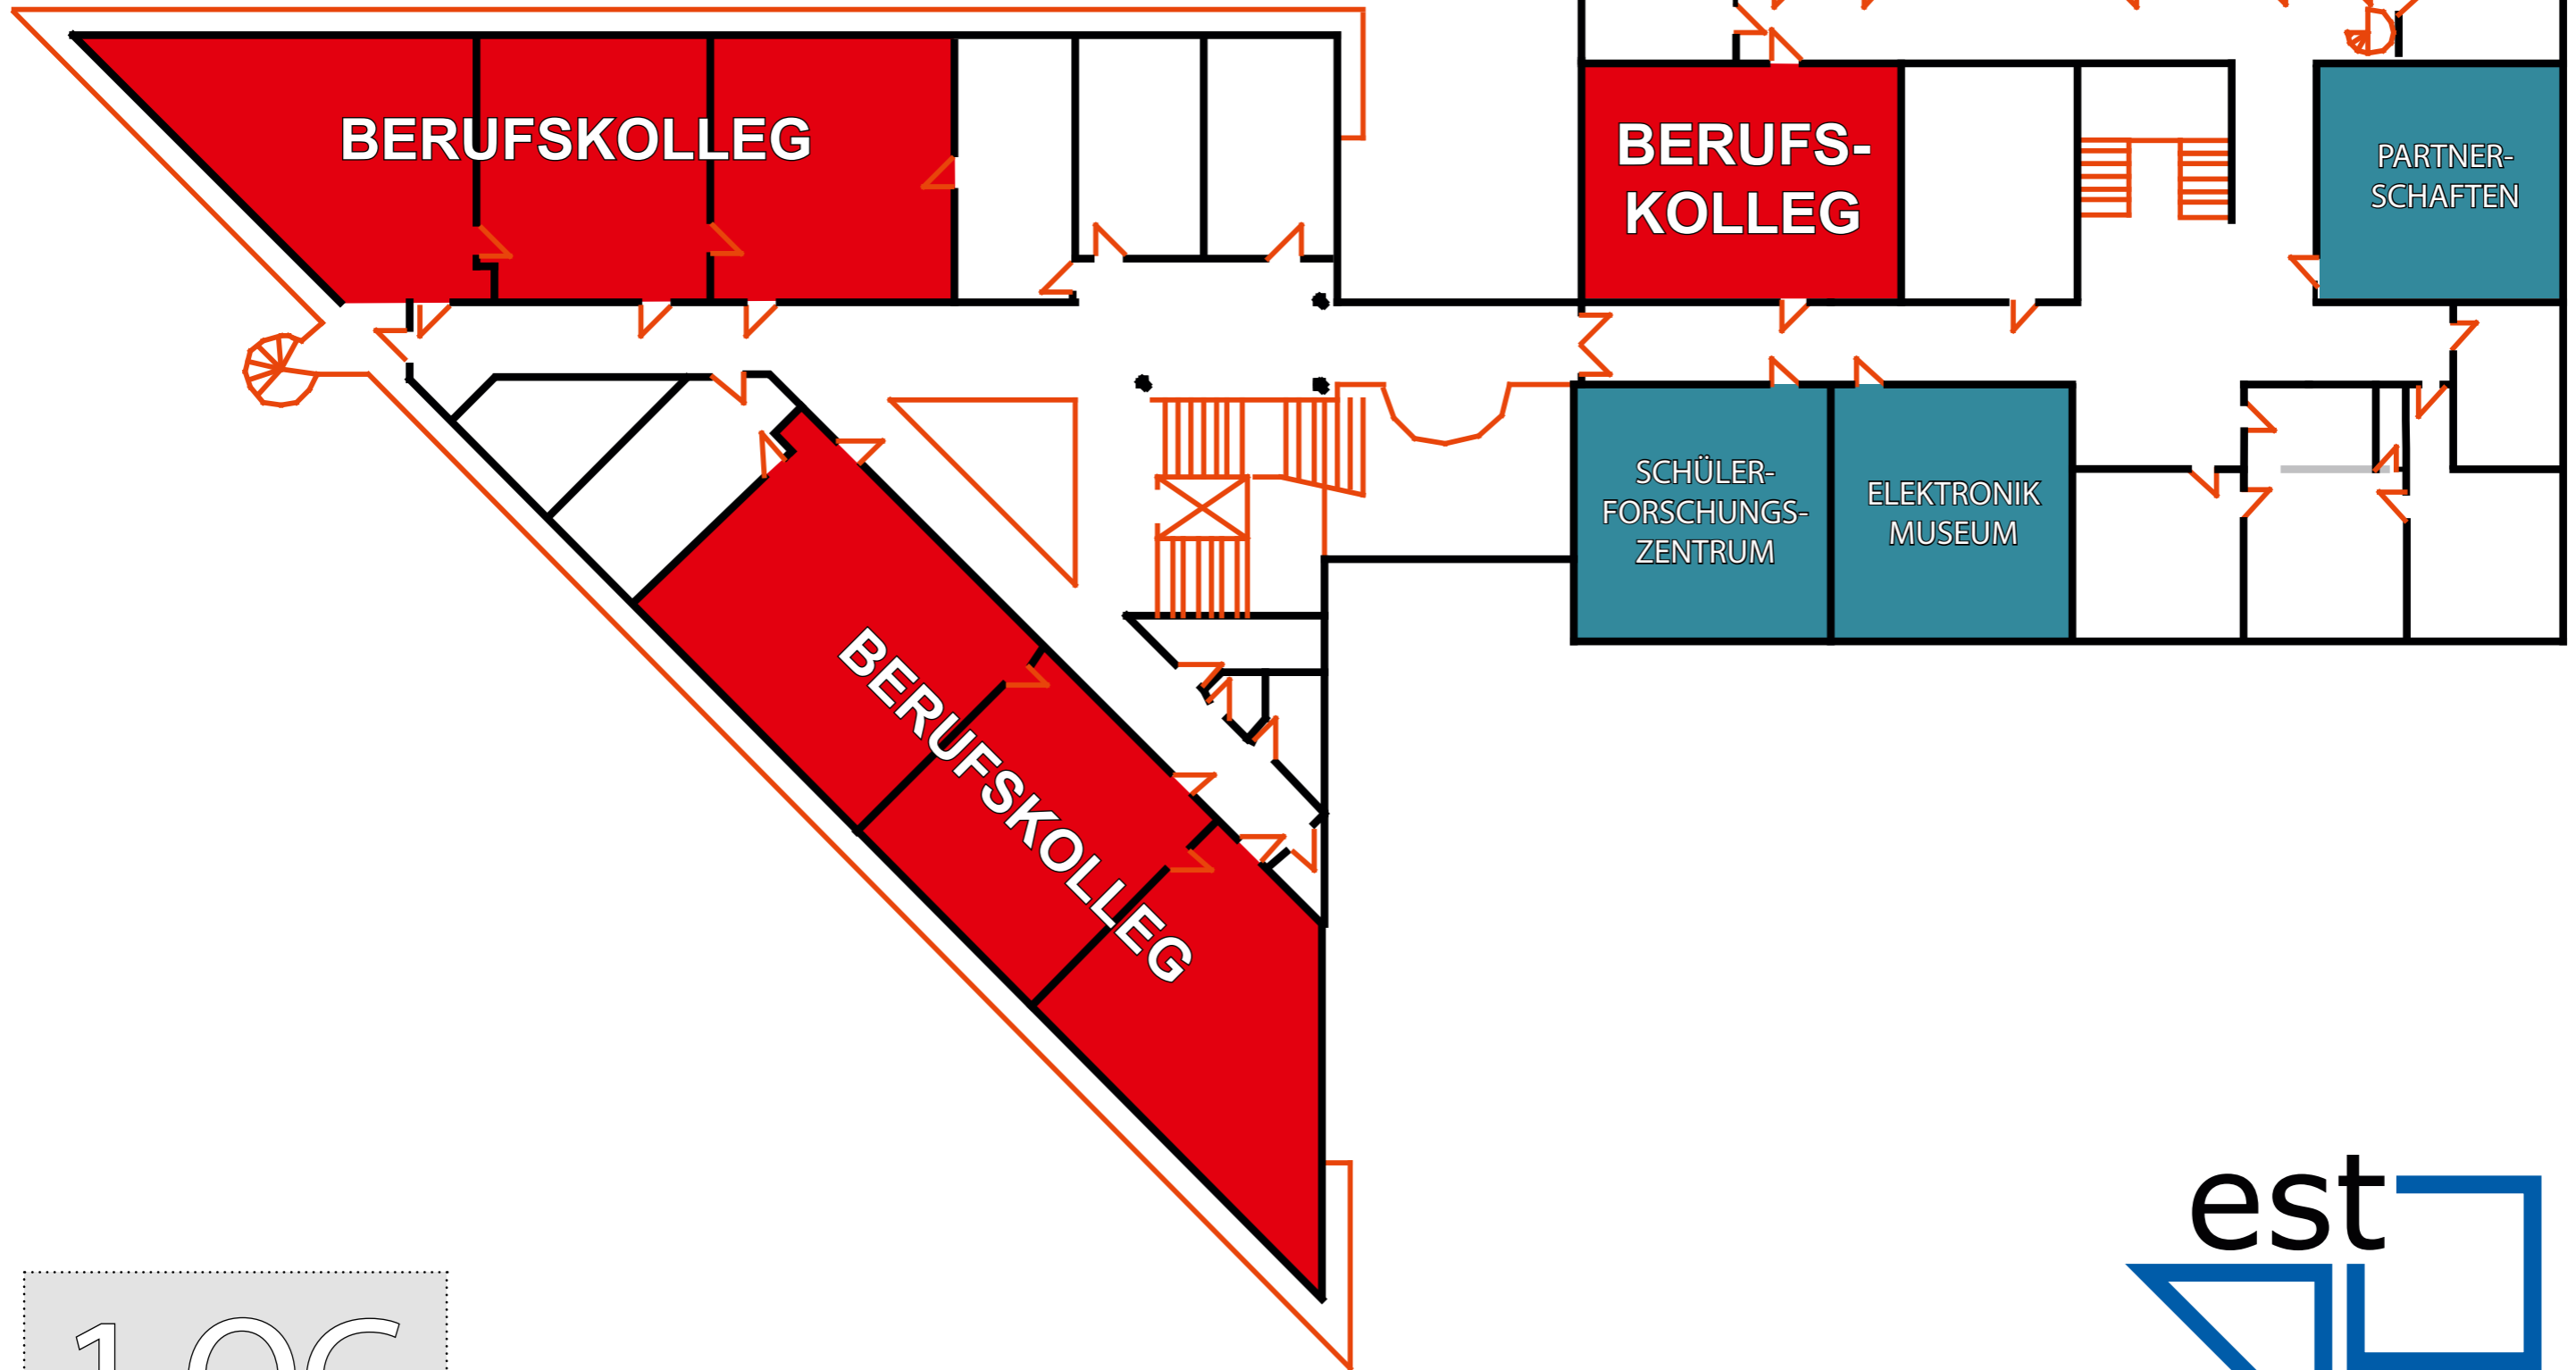 BERUFSKOLLEG
BERUFS-
KOLLEG
PARTNER-
SCHAFTEN
SCHÜLER-
FORSCHUNGS-
ZENTRUM
ELEKTRONIK
MUSEUM
BERUFSKOLLEG
est